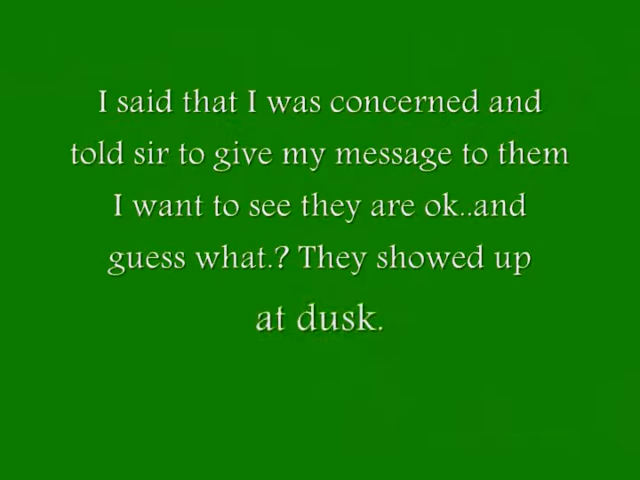 I said that I was concerned and
told sir to give my message to them
I want to see they are ok..and
guess what.? They showed up
at dusk.